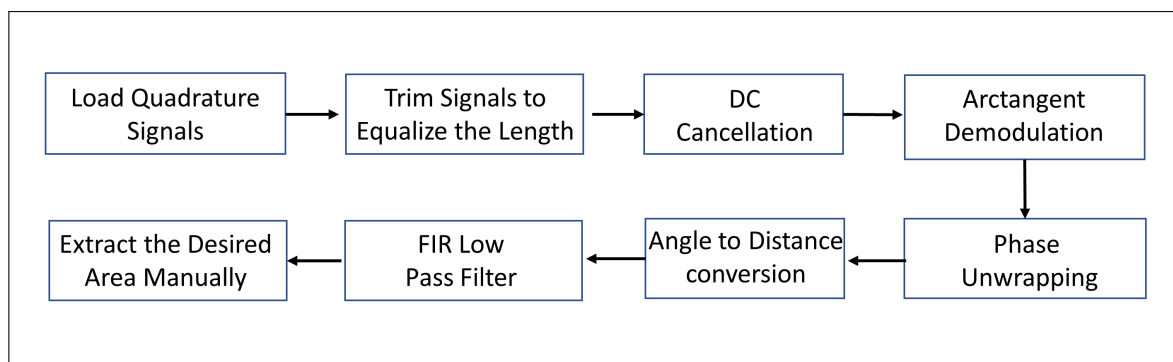 Load Quadrature
Signals
Trim Signals to
Equalize the Length
DC
Cancellation
Arctangent
Demodulation
Phase
Unwrapping
Angle to Distance
conversion
FIR Low
Pass Filter
Extract the Desired
Area Manually